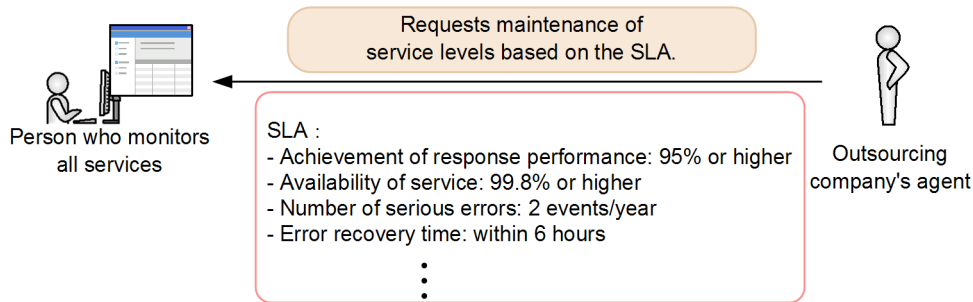 Requests maintenance of
service levels based on the SLA.
Person who monitors
all services
SLA :
- Achievement of response performance: 95% or higher
- Availability of service: 99.8% or higher
- Number of serious errors: 2 events/year
- Error recovery time: within 6 hours
Outsourcing
company's agent